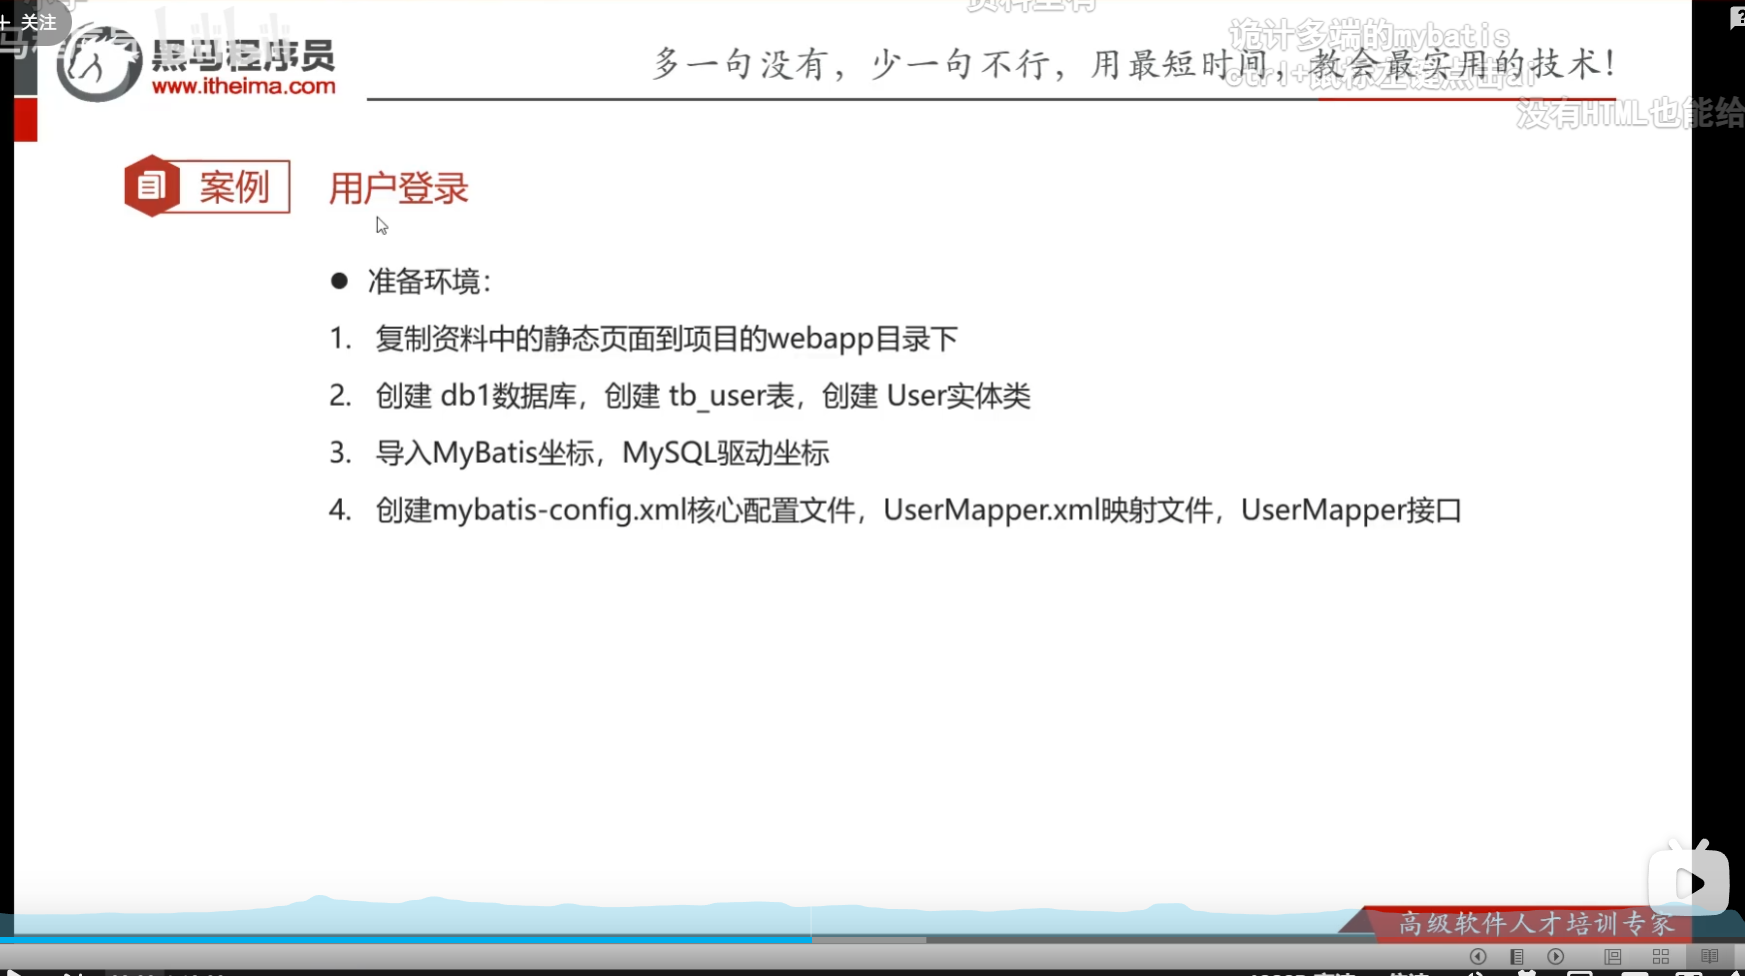 关注
黑马程序员
www.itheima.com
多一句没有，少一句不行，用最短时间，教会最实用的技术！
诡计多端的mybatis
没有HTML也能给
案例
用户登录
● 准备环境：
1. 复制资料中的静态页面到项目的webapp目录下
2. 创建 db1数据库，创建 tb_user表，创建 User实体类
3. 导入MyBatis坐标，MySQL驱动坐标
4. 创建mybatis-config.xml核心配置文件，UserMapper.xml映射文件，UserMapper接口
高级软件人才培训专家